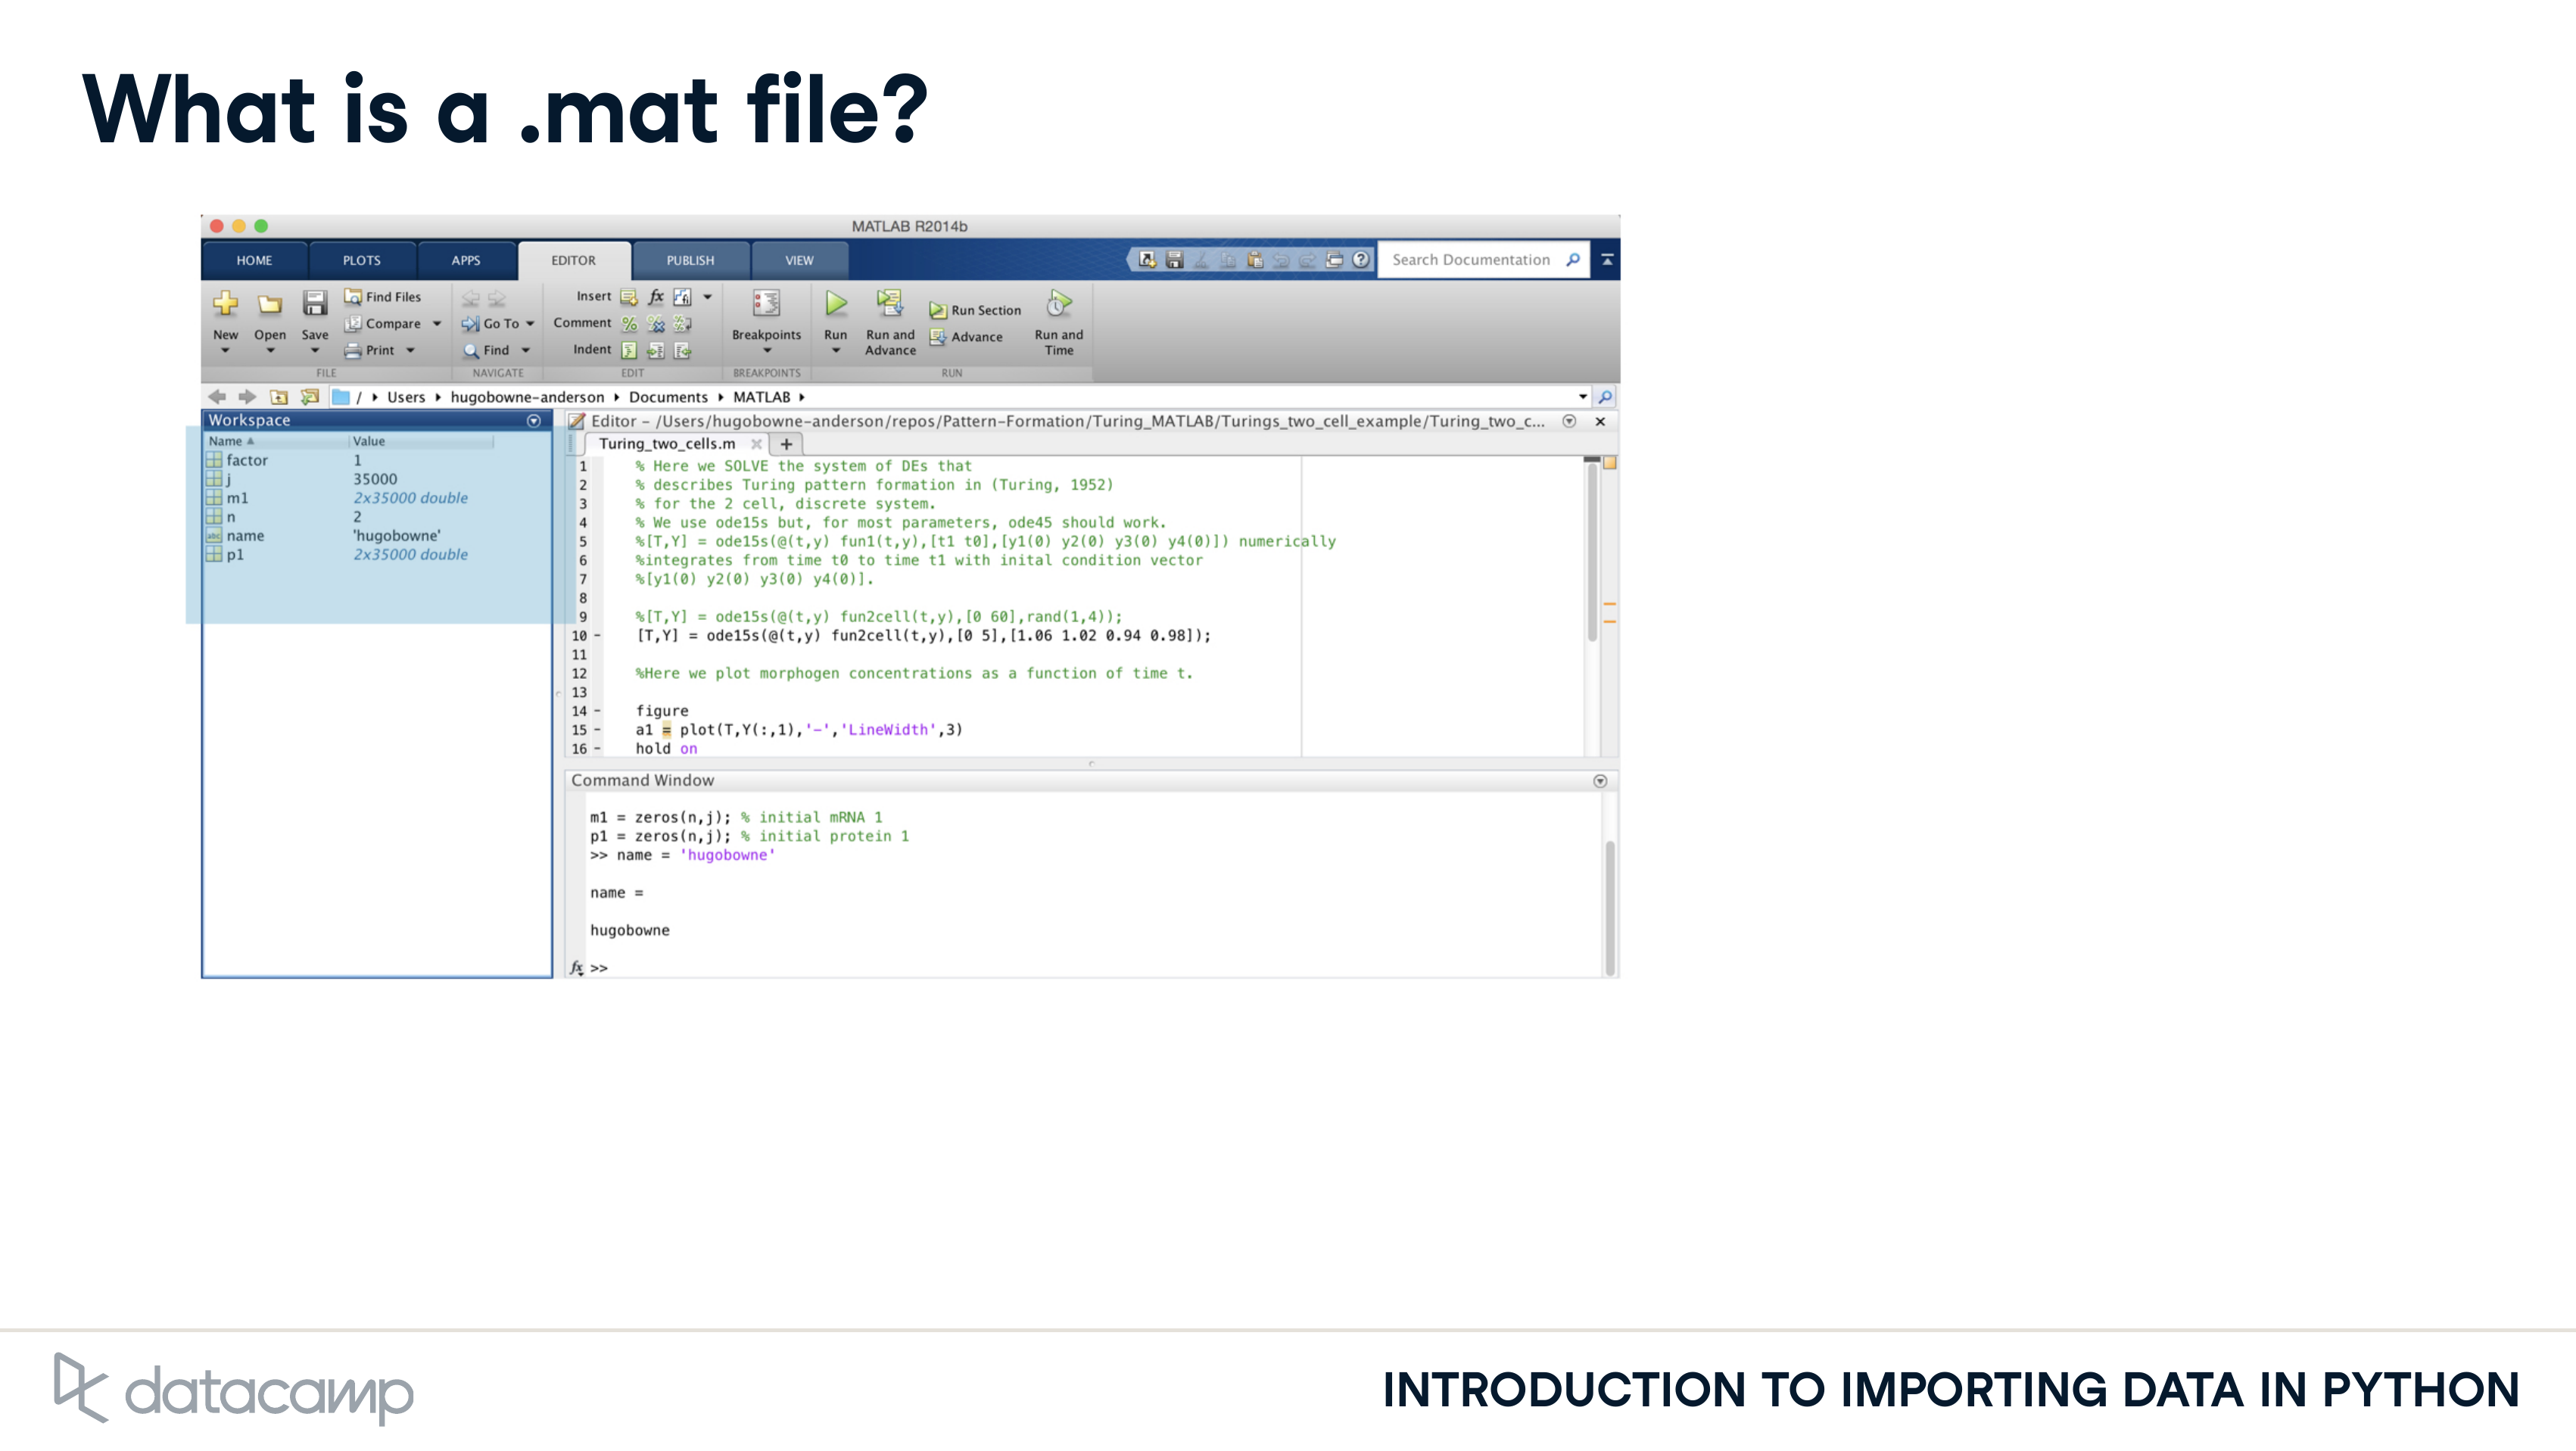 What is a .mat file?
MATLAB R2014b
HOME PLOTS APPS EDITOR PUBLISH VIEW
Search Documentation
New Open Save Find Files Compare Print
FILE
Go To Find
NAVIGATE
Insert fx
Comment
Indent
EDIT
Breakpoints
BREAKPOINTS
Run Run and Advance Run Section Advance Run and Time
RUN
/ Users hugobowne-anderson Documents MATLAB
Workspace
Name Value
factor 1
j 35000
m1 2x35000 double
n 2
abc name 'hugobowne'
p1 2x35000 double
Editor - /Users/hugobowne-anderson/repos/Pattern-Formation/Turing_MATLAB/Turings_two_cell_example/Turing_two_c...
Turing_two_cells.m +
1 % Here we SOLVE the system of DEs that
2 % describes Turing pattern formation in (Turing, 1952)
3 % for the 2 cell, discrete system.
4 % We use ode15s but, for most parameters, ode45 should work.
5 %[T,Y] = ode15s(@(t,y) fun1(t,y),[t1 t0],[y1(0) y2(0) y3(0) y4(0)]) numerically
6 %integrates from time t0 to time t1 with inital condition vector
7 %[y1(0) y2(0) y3(0) y4(0)].
8
9 %[T,Y] = ode15s(@(t,y) fun2cell(t,y),[0 60],rand(1,4));
10 - [T,Y] = ode15s(@(t,y) fun2cell(t,y),[0 5],[1.06 1.02 0.94 0.98]);
11
12 %Here we plot morphogen concentrations as a function of time t.
13
14 - figure
15 - a1 = plot(T,Y(:,1),'-','LineWidth',3)
16 - hold on
Command Window
m1 = zeros(n,j); % initial mRNA 1
p1 = zeros(n,j); % initial protein 1
>> name = 'hugobowne'
name =
hugobowne
fx >>
datacamp
INTRODUCTION TO IMPORTING DATA IN PYTHON